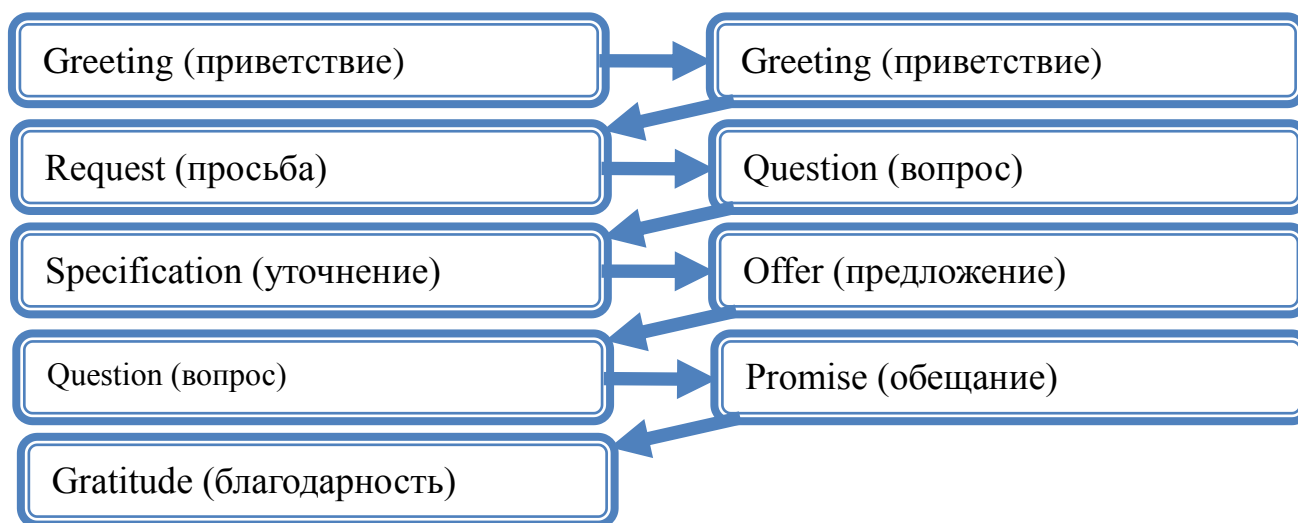 Greeting (приветствие)
Greeting (приветствие)
Request (просьба)
Question (вопрос)
Specification (уточнение)
Offer (предложение)
Question (вопрос)
Promise (обещание)
Gratitude (благодарность)